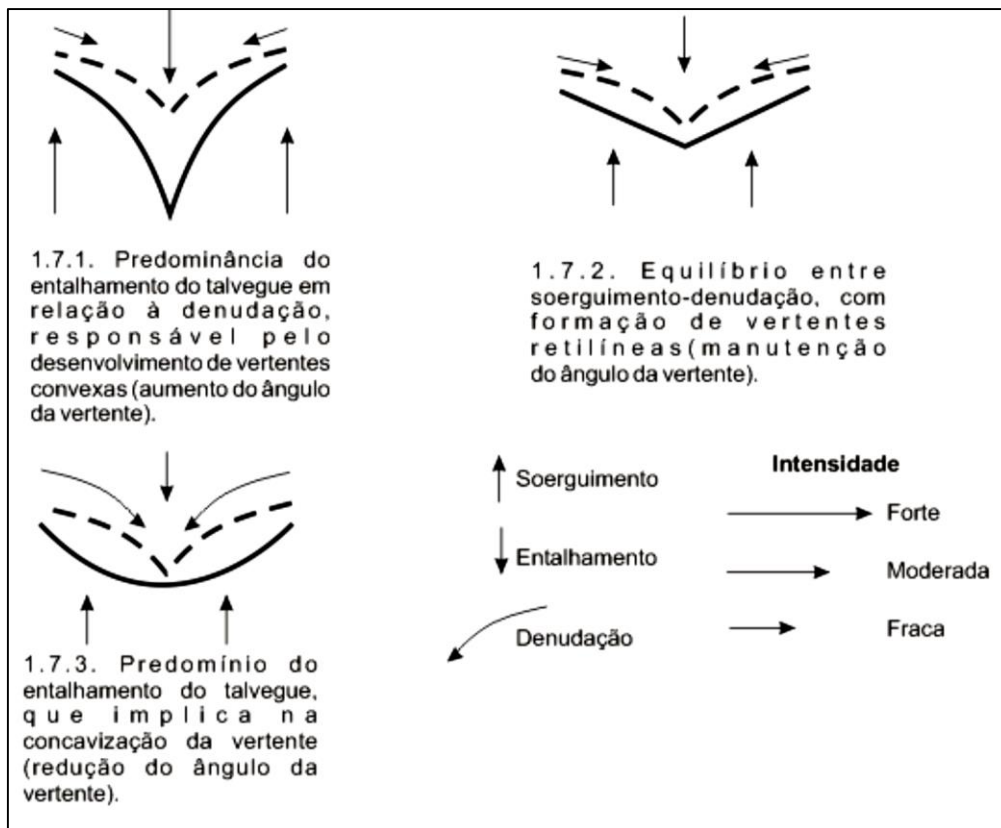 1.7.1. Predominância do
entalhamento do talvegue em
relação à denudação,
responsável pelo
desenvolvimento de vertentes
convexas (aumento do ângulo
da vertente).
1.7.2. Equilíbrio entre
soerguimento-denudação, com
formação de vertentes
retilíneas(manutenção
do ângulo da vertente).
1.7.3. Predomínio do
entalhamento do talvegue,
que implica na
concavização da vertente
(redução do ângulo da
vertente).
Soerguimento
Entalhamento
Denudação
Intensidade
Forte
Moderada
Fraca